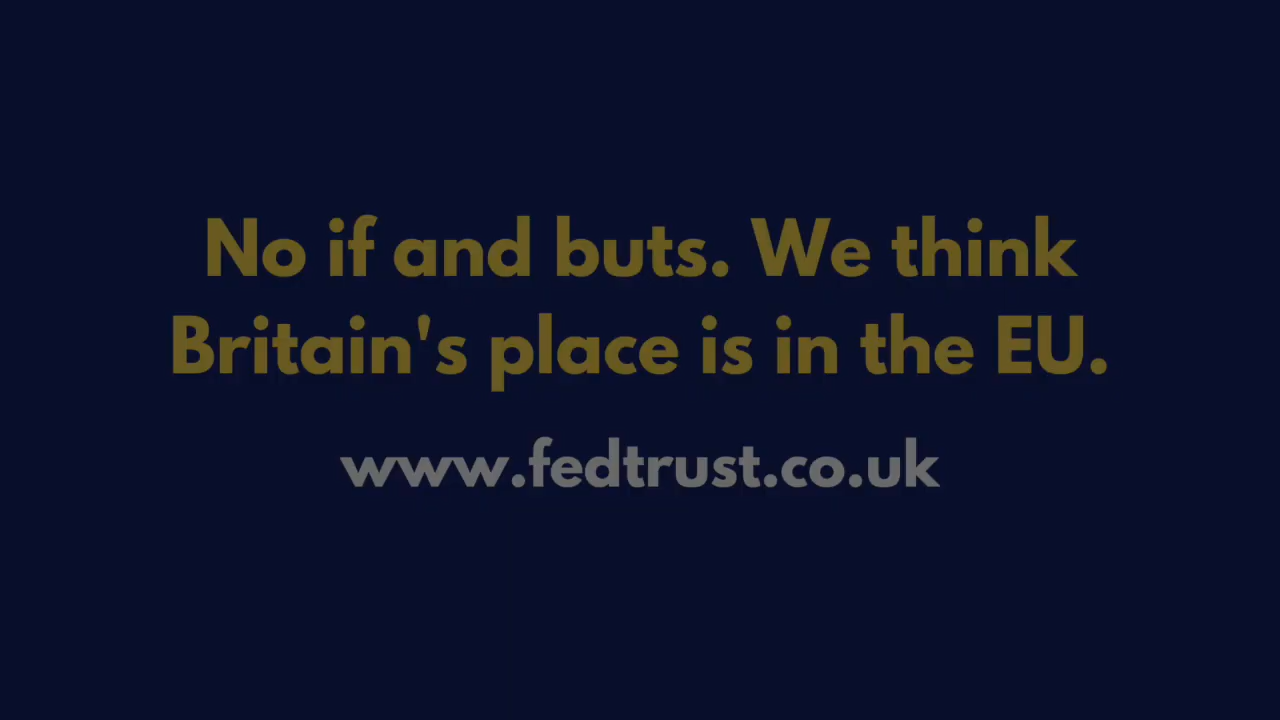 No if and buts. We think
Britain's place is in the EU.
www.fedtrust.co.uk